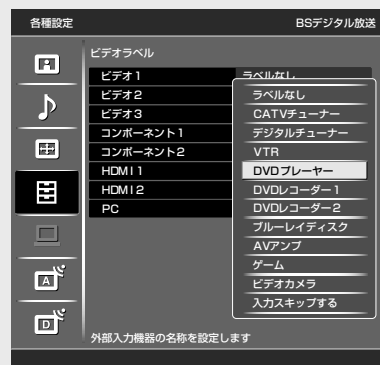 各種設定 BSデジタル放送
ビデオラベル
ビデオ1 ラベルなし
ビデオ2
ビデオ3
コンポーネント1
コンポーネント2
HDMI1
HDMI2
PC
ラベルなし
CATVチューナー
デジタルチューナー
VTR
DVDプレーヤー
DVDレコーダー1
DVDレコーダー2
ブルーレイディスク
AVアンプ
ゲーム
ビデオカメラ
入力スキップする
A
D
外部入力機器の名称を設定します